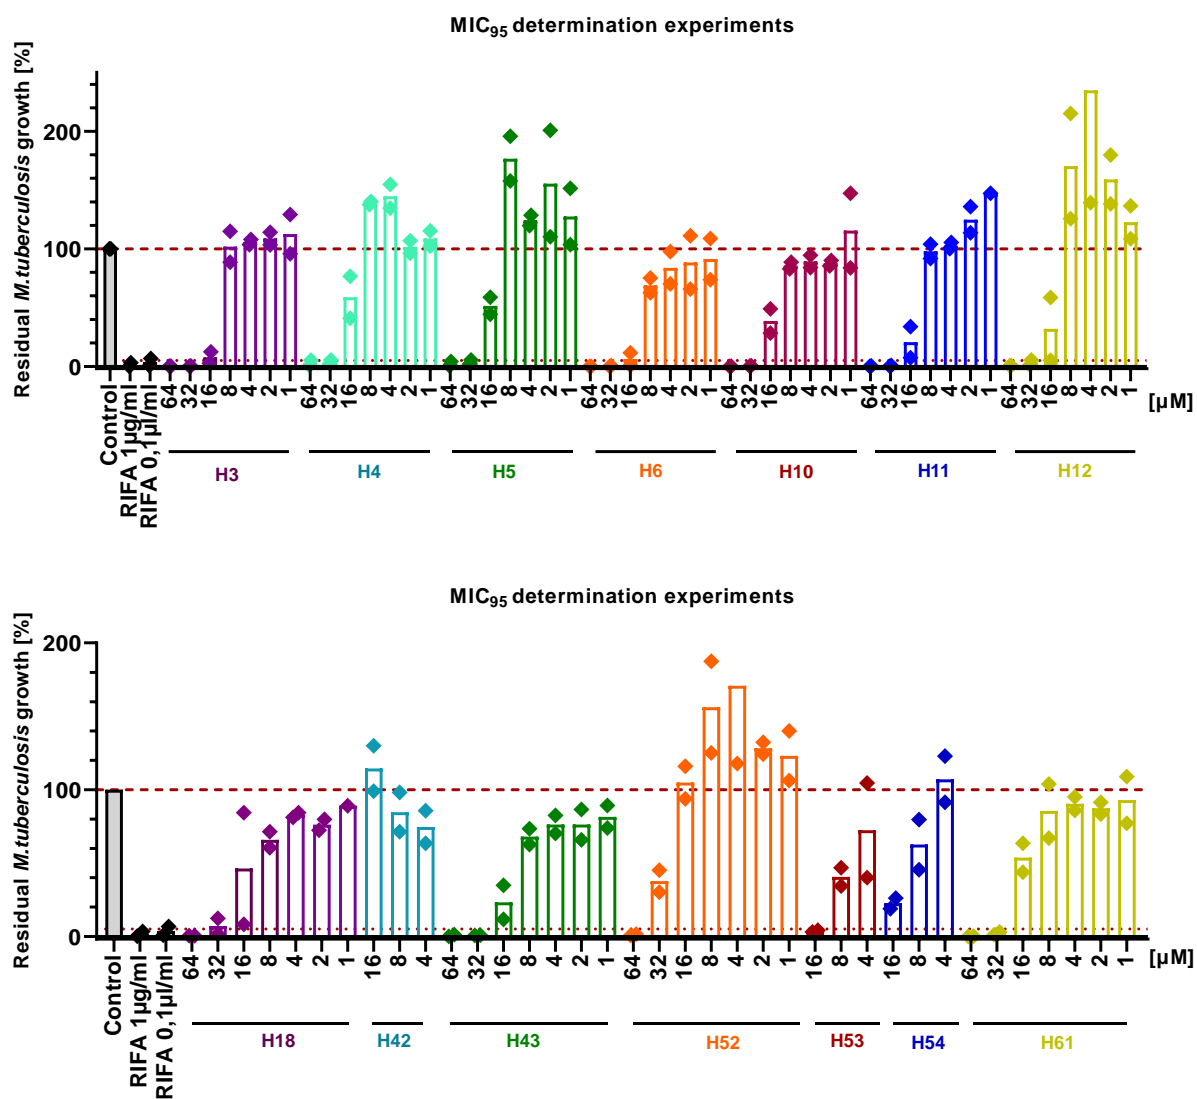 MIC95 determination experiments
Residual M.tuberculosis growth [%]
200
100
0
Control
RIFA 1µg/ml
RIFA 0,1µl/ml
64 32 16 8 4 2 1 64 32 16 8 4 2 1 64 32 16 8 4 2 1 64 32 16 8 4 2 1 64 32 16 8 4 2 1 64 32 16 8 4 2 1 64 32 16 8 4 2 1
[µM]
H3 H4 H5 H6 H10 H11 H12
MIC95 determination experiments
Residual M.tuberculosis growth [%]
200
100
0
Control
RIFA 1µg/ml
RIFA 0,1µl/ml
64 32 16 8 4 2 1 16 8 4 64 32 16 8 4 2 1 64 32 16 8 4 2 1 16 8 4 16 8 4 64 32 16 8 4 2 1
[µM]
H18 H42 H43 H52 H53 H54 H61